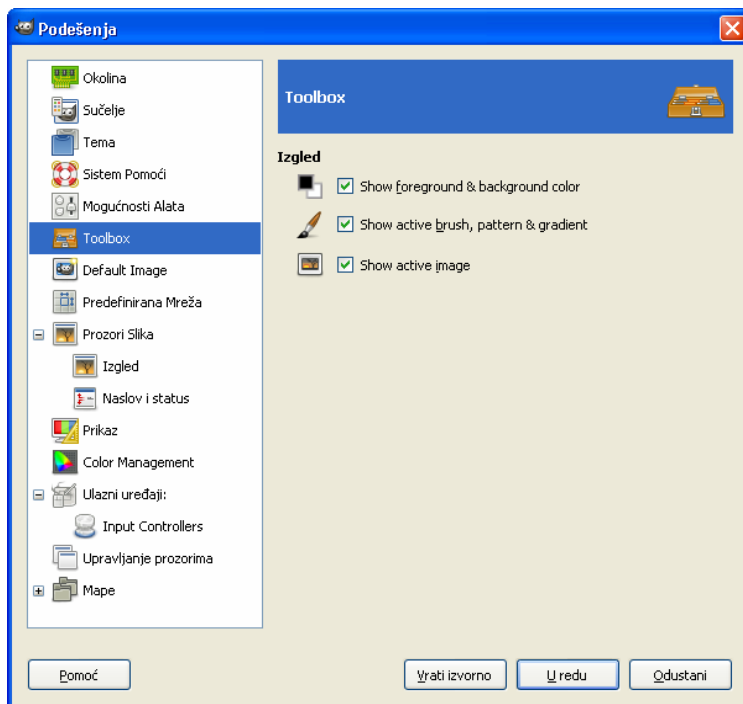 Podešenja
Okolina
Sučelje
Tema
Sistem Pomoći
Mogućnosti Alata
Toolbox
Default Image
Predefinirana Mreža
Prozori Slika
Izgled
Naslov i status
Prikaz
Color Management
Ulazni uređaji:
Input Controllers
Upravljanje prozorima
Mape
Toolbox
Izgled
Show foreground & background color
Show active brush, pattern & gradient
Show active image
Pomoć
Vrati izvorno
U redu
Odustani